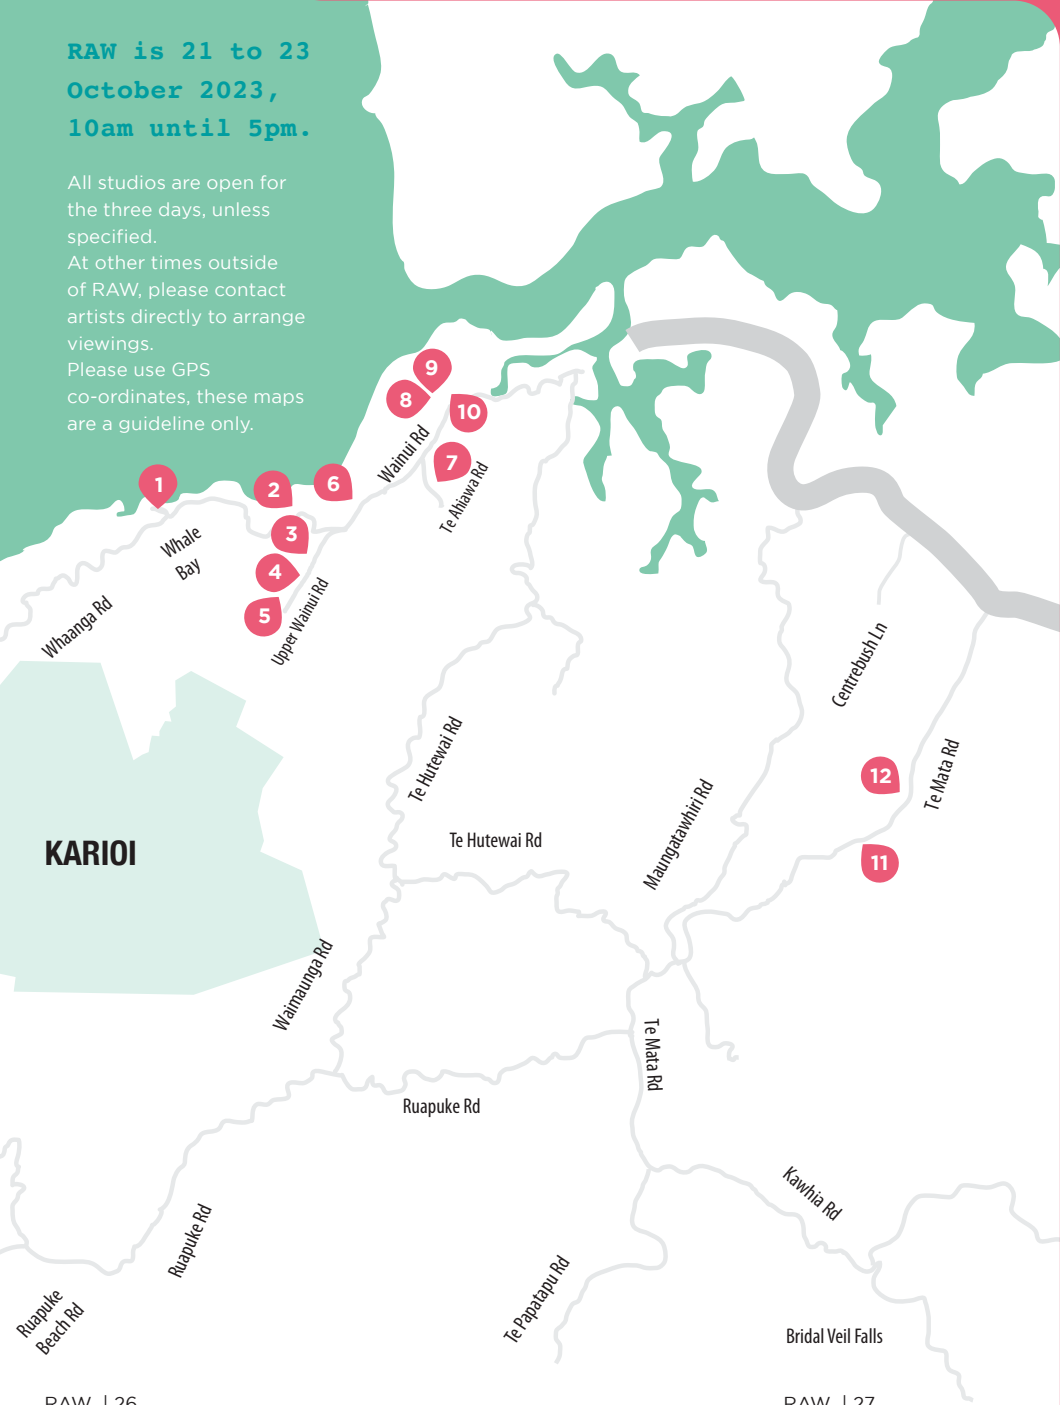 RAW is 21 to 23
October 2023,
10am until 5pm.
All studios are open for
the three days, unless
specified.
At other times outside
of RAW, please contact
artists directly to arrange
viewings.
Please use GPS
co-ordinates, these maps
are a guideline only.
9
8
10
Wainui Rd
7
Te Ahiawa Rd
1
2
6
3
Whale
Bay
4
5
Upper Wainui Rd
Whaanga Rd
Centrebush Ln
Te Hutewai Rd
12
Te Mata Rd
Te Hutewai Rd
Maungatawhiri Rd
KARIOI
11
Waimaunga Rd
Te Mata Rd
Ruapuke Rd
Kawhia Rd
Ruapuke Rd
Te Papatapu Rd
Ruapuke
Beach Rd
Bridal Veil Falls
RAW | 26
RAW | 27